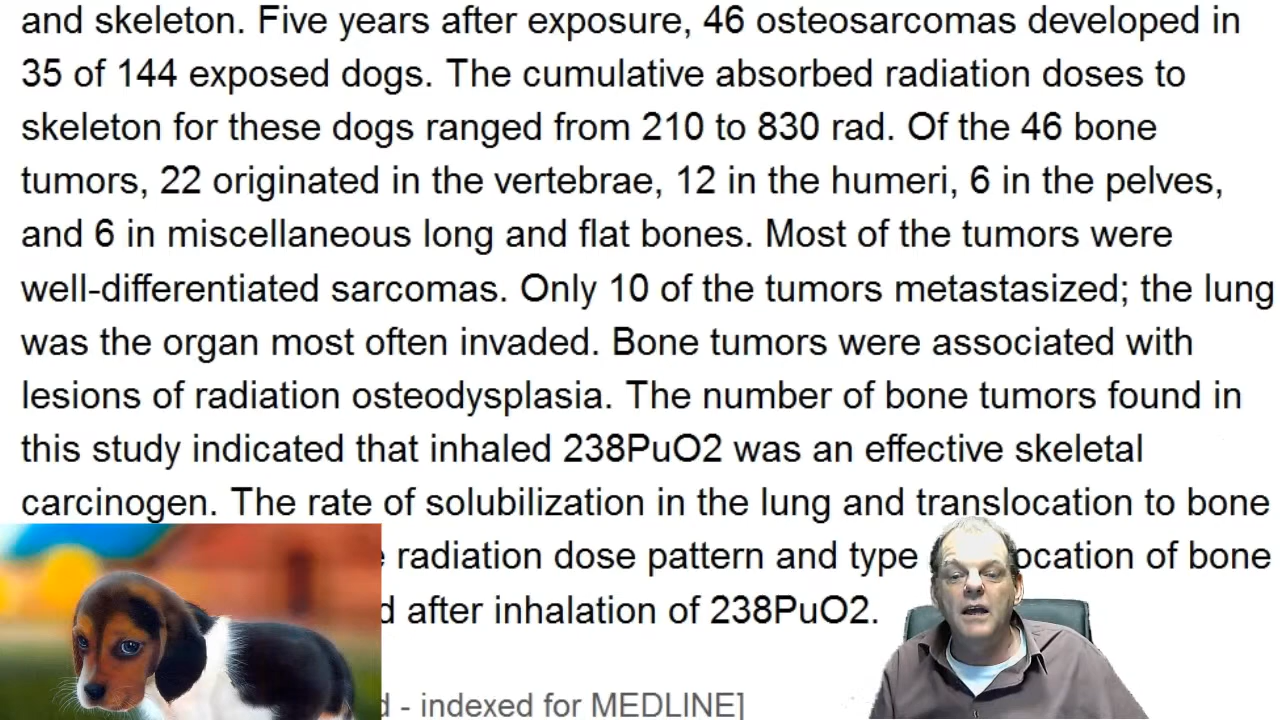 and skeleton. Five years after exposure, 46 osteosarcomas developed in
35 of 144 exposed dogs. The cumulative absorbed radiation doses to
skeleton for these dogs ranged from 210 to 830 rad. Of the 46 bone
tumors, 22 originated in the vertebrae, 12 in the humeri, 6 in the pelves,
and 6 in miscellaneous long and flat bones. Most of the tumors were
well-differentiated sarcomas. Only 10 of the tumors metastasized; the lung
was the organ most often invaded. Bone tumors were associated with
lesions of radiation osteodysplasia. The number of bone tumors found in
this study indicated that inhaled 238PuO2 was an effective skeletal
carcinogen. The rate of solubilization in the lung and translocation to bone
radiation dose pattern and type ocation of bone
after inhalation of 238PuO2.
- indexed for MEDLINE]